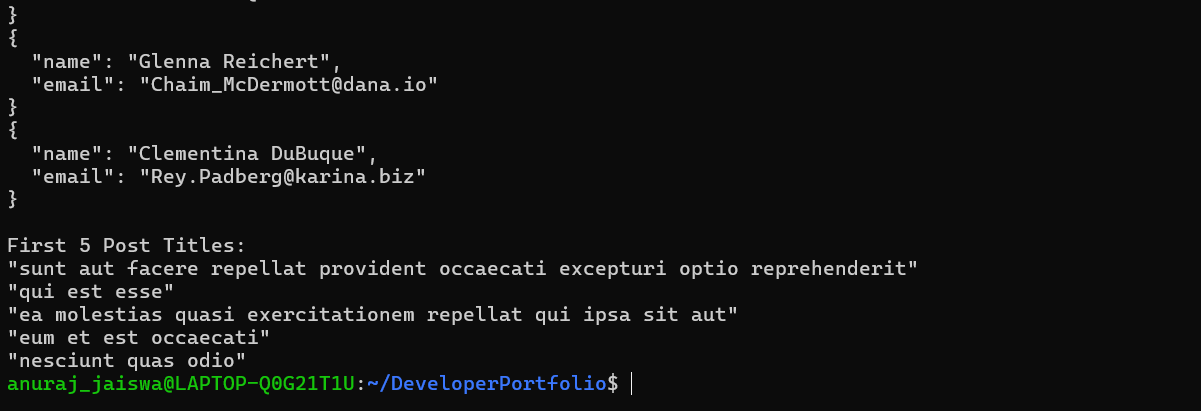 }
{
  "name": "Glenna Reichert",
  "email": "Chaim_McDermott@dana.io"
}
{
  "name": "Clementina DuBuque",
  "email": "Rey.Padberg@karina.biz"
}

First 5 Post Titles:
"sunt aut facere repellat provident occaecati excepturi optio reprehenderit"
"qui est esse"
"ea molestias quasi exercitationem repellat qui ipsa sit aut"
"eum et est occaecati"
"nesciunt quas odio"
anuraj_jaiswa@LAPTOP-Q0G21T1U:~/DeveloperPortfolio$